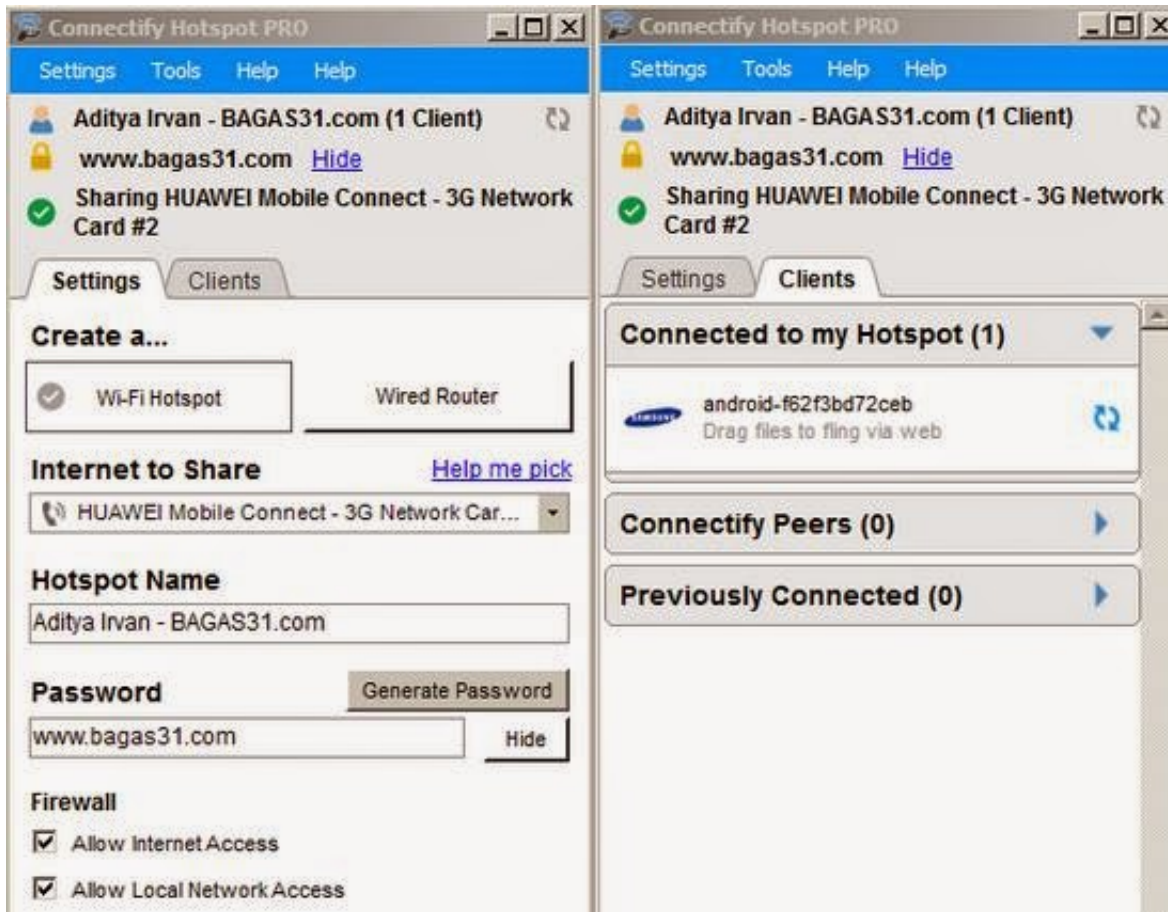 Connectify Hotspot PRO
Settings Tools Help Help
Aditya Irvan - BAGAS31.com (1 Client)
www.bagas31.com Hide
Sharing HUAWEI Mobile Connect - 3G Network
Card #2
Settings Clients
Create a...
Wi-Fi Hotspot Wired Router
Internet to Share Help me pick
HUAWEI Mobile Connect - 3G Network Car...
Hotspot Name
Aditya Irvan - BAGAS31.com
Password Generate Password
www.bagas31.com Hide
Firewall
Allow Internet Access
Allow Local Network Access
Connectify Hotspot PRO
Settings Tools Help Help
Aditya Irvan - BAGAS31.com (1 Client)
www.bagas31.com Hide
Sharing HUAWEI Mobile Connect - 3G Network
Card #2
Settings Clients
Connected to my Hotspot (1)
SAMSUNG android-f62f3bd72ceb
Drag files to fling via web
Connectify Peers (0)
Previously Connected (0)